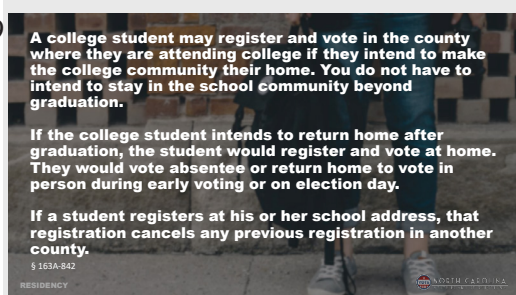 A college student may register and vote in the county
where they are attending college if they intend to make
the college community their home. You do not have to
intend to stay in the school community beyond
graduation.
If the college student intends to return home after
graduation, the student would register and vote at home.
They would vote absentee or return home to vote in
person during early voting or on election day.
If a student registers at his or her school address, that
registration cancels any previous registration in another
county.
§ 163A-842
RESIDENCY
NORTH CAROLINA